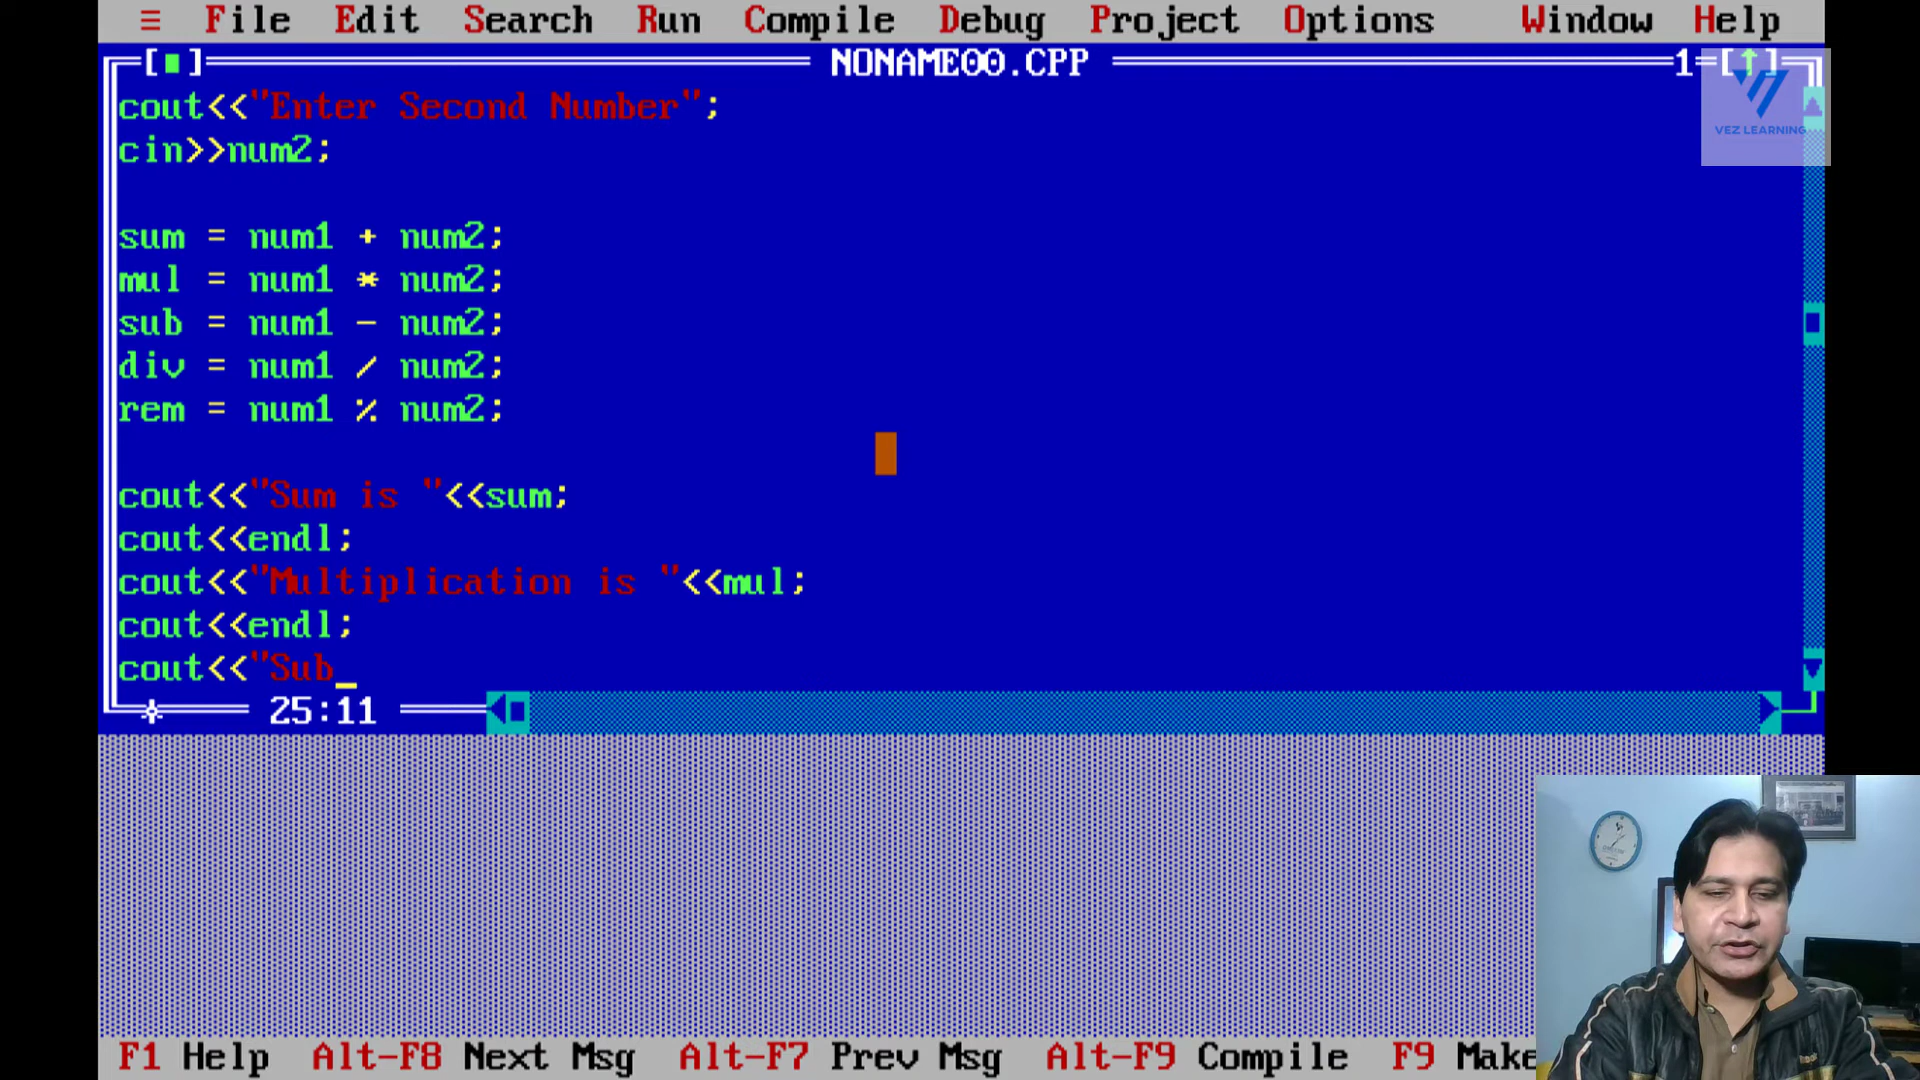 ≡ File Edit Search Run Compile Debug Project Options Window Help
[■] NONAME00.CPP 1=[↑]
VEZ LEARNING
cout<<"Enter Second Number";
cin>>num2;
sum = num1 + num2;
mul = num1 * num2;
sub = num1 - num2;
div = num1 / num2;
rem = num1 % num2;
cout<<"Sum is "<<sum;
cout<<endl;
cout<<"Multiplication is "<<mul;
cout<<endl;
cout<<"Sub_
25:11
F1 Help Alt-F8 Next Msg Alt-F7 Prev Msg Alt-F9 Compile F9 Make